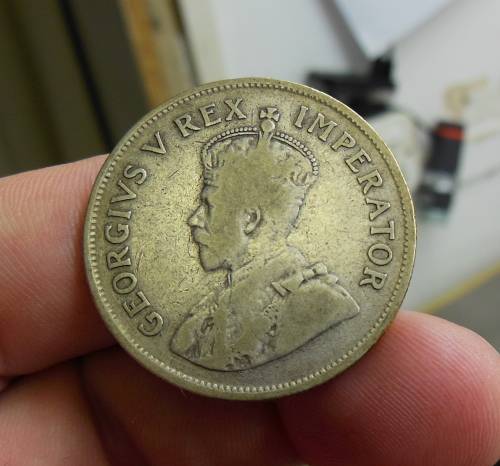 GEORGIVS V REX IMPERATOR